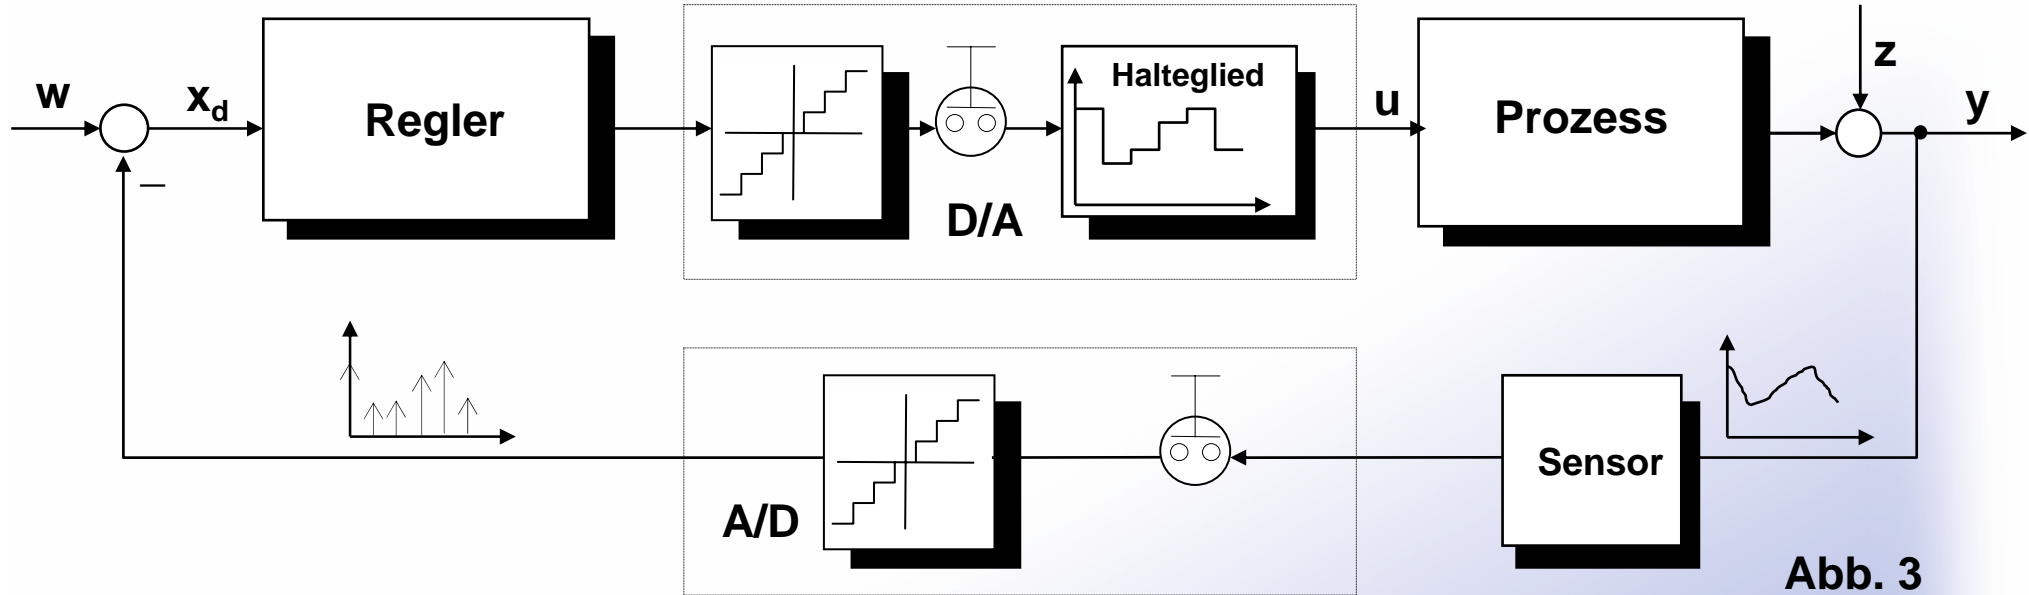 w
–
x_d
Regler
D/A
Halteglied
u
Prozess
z
y
A/D
Sensor
Abb. 3